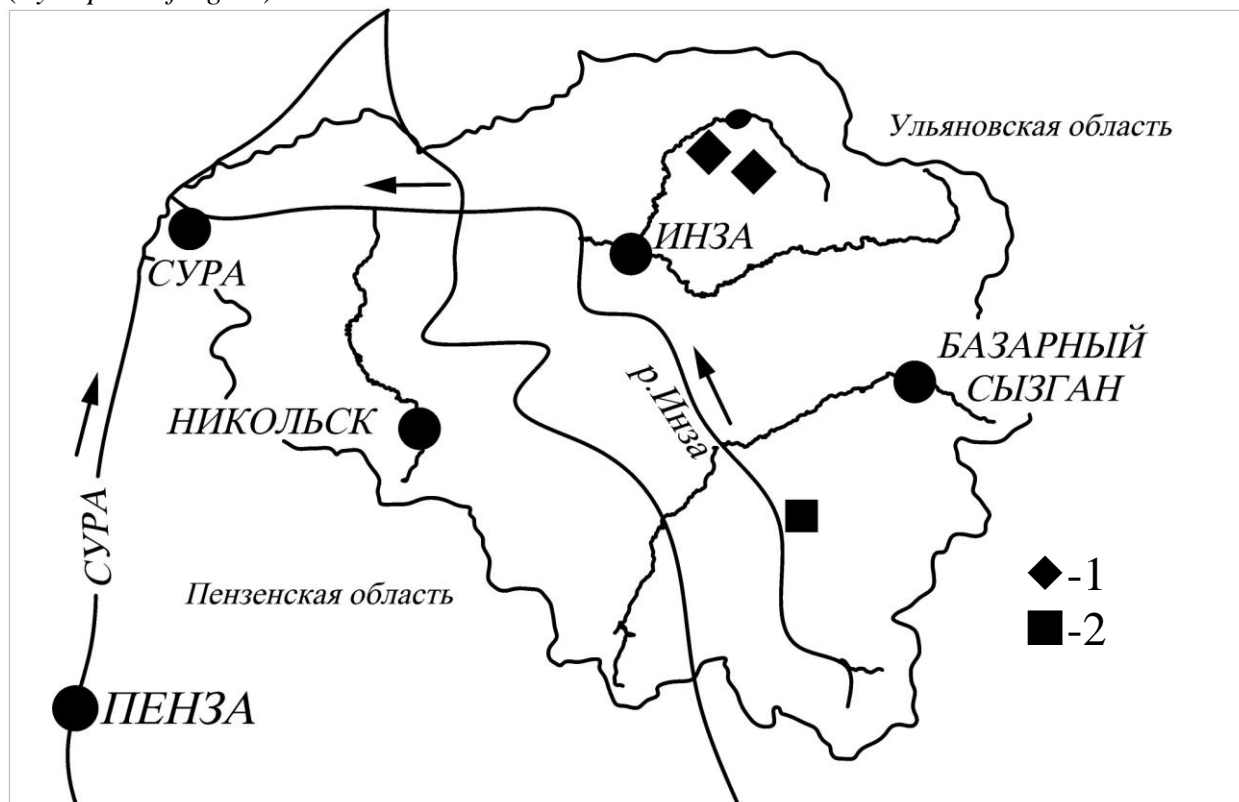 Ульяновская область
ИНЗА
СУРА
БАЗАРНЫЙ
СЫЗГАН
р.Инза
НИКОЛЬСК
СУРА
Пензенская область
-1
-2
ПЕНЗА